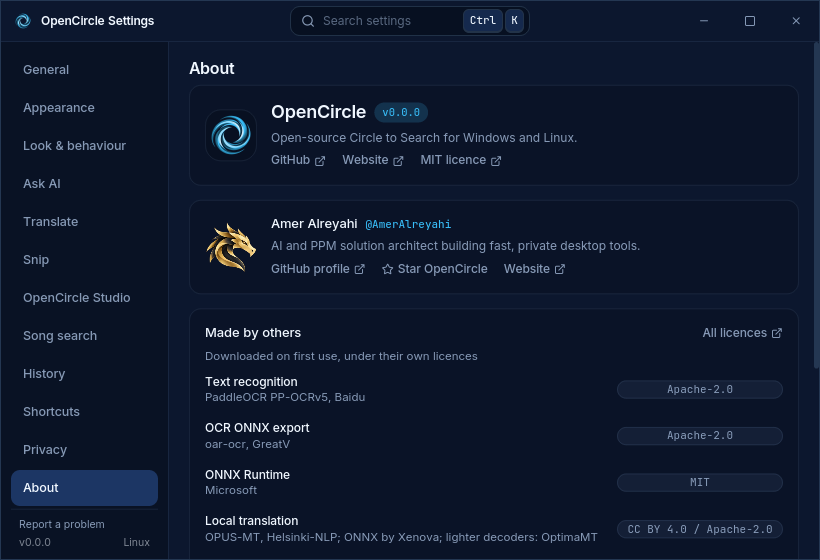 OpenCircle Settings
Search settings
Ctrl K
General
Appearance
Look & behaviour
Ask AI
Translate
Snip
OpenCircle Studio
Song search
History
Shortcuts
Privacy
About
Report a problem
v0.0.0 Linux
About
OpenCircle v0.0.0
Open-source Circle to Search for Windows and Linux.
GitHub Website MIT licence
Amer Alreyahi @AmerAlreyahi
AI and PPM solution architect building fast, private desktop tools.
GitHub profile Star OpenCircle Website
Made by others All licences
Downloaded on first use, under their own licences
Text recognition
PaddleOCR PP-OCRv5, Baidu
Apache-2.0
OCR ONNX export
oar-ocr, GreatV
Apache-2.0
ONNX Runtime
Microsoft
MIT
Local translation
OPUS-MT, Helsinki-NLP; ONNX by Xenova; lighter decoders: OptimaMT
CC BY 4.0 / Apache-2.0